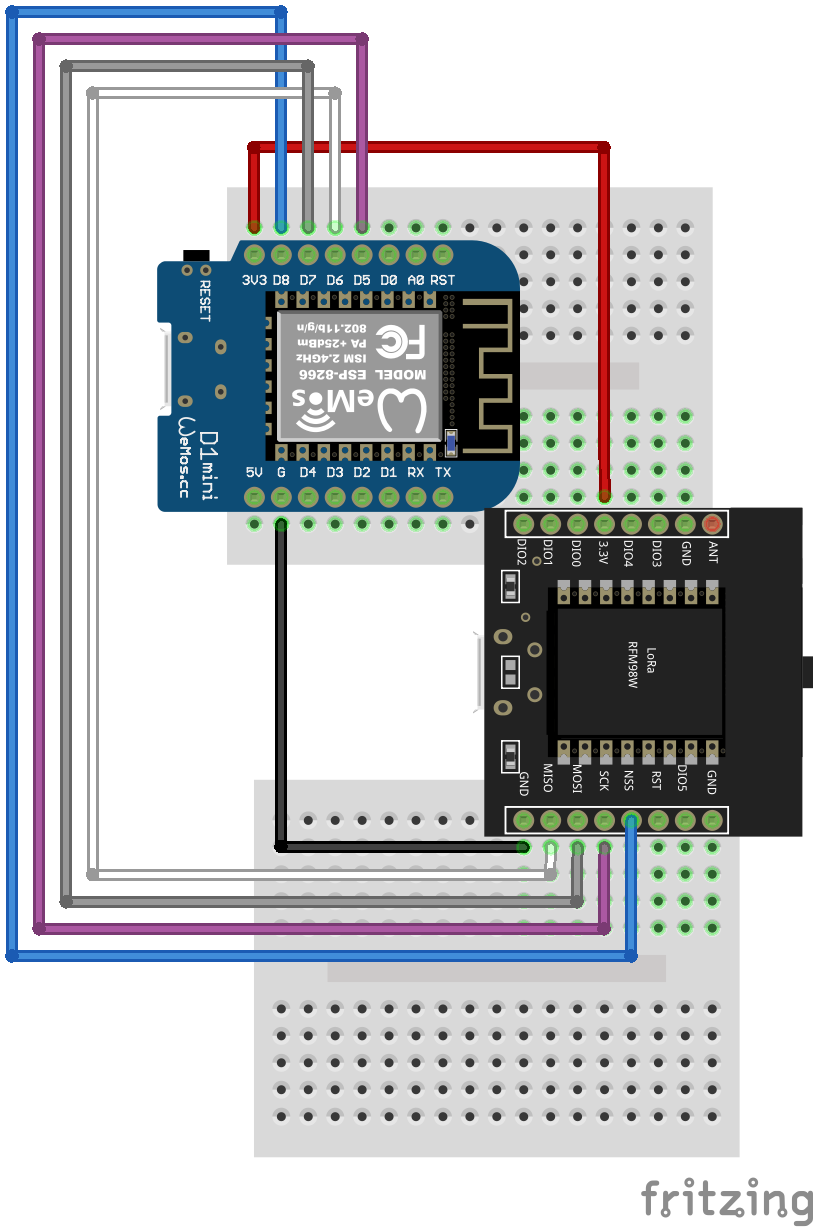 3V3 D8 D7 D6 D5 D0 A0 RST
RESET
MODEL ESP-8266
ISM 2.4GHz
PA +25dBm
802.11b/g/n
FC
WeMos
D1 mini
WeMos.cc
5V G D4 D3 D2 D1 RX TX
DIO2 DIO1 DIO0 3.3V DIO4 DIO3 GND ANT
LoRa
RFM98W
GND MISO MOSI SCK NSS RST DIO5 GND
fritzing